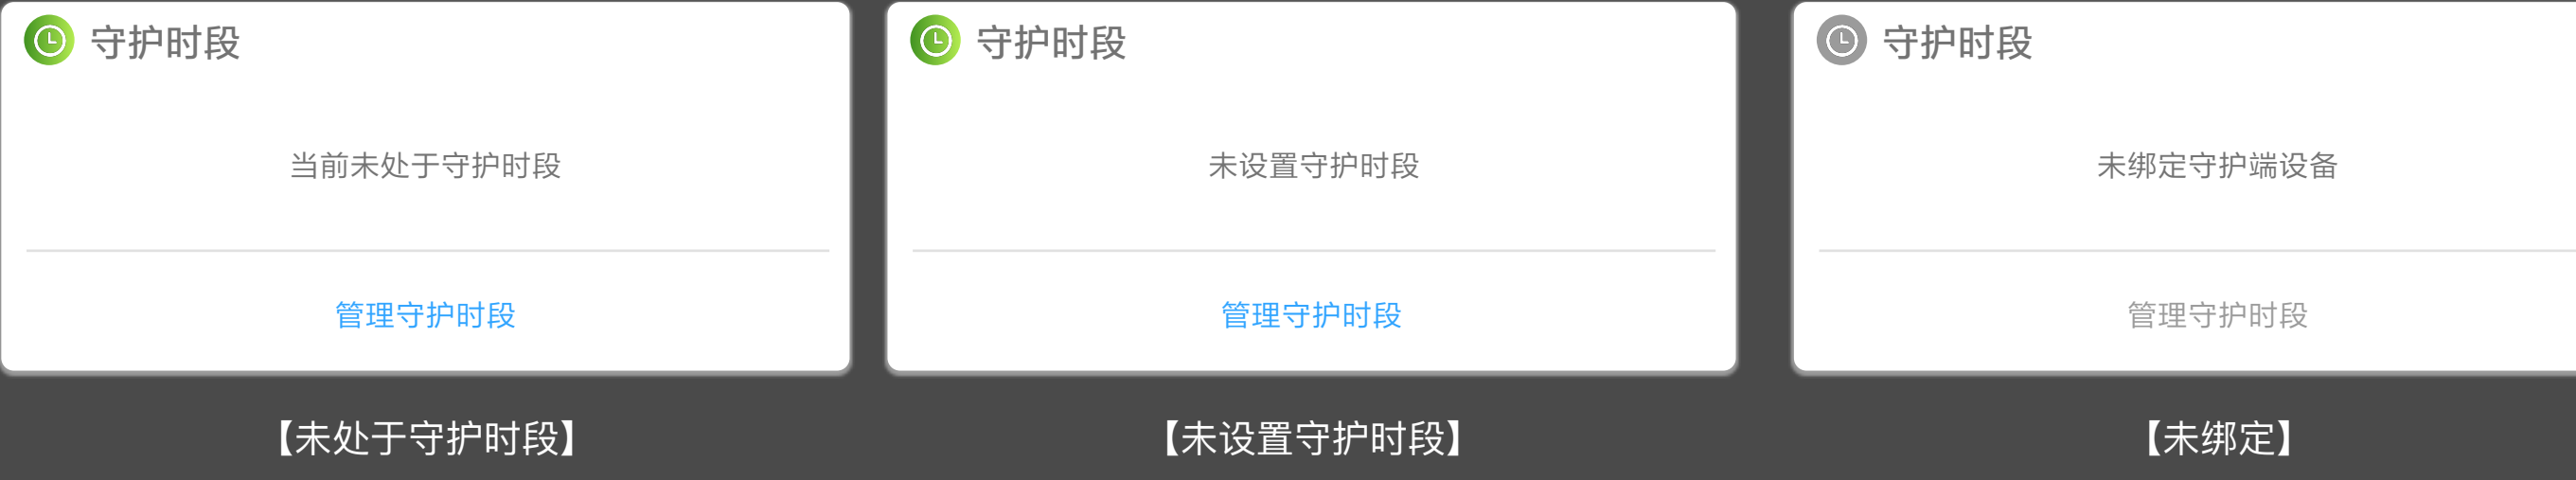 守护时段
当前未处于守护时段
管理守护时段
【未处于守护时段】
守护时段
未设置守护时段
管理守护时段
【未设置守护时段】
守护时段
未绑定守护端设备
管理守护时段
【未绑定】